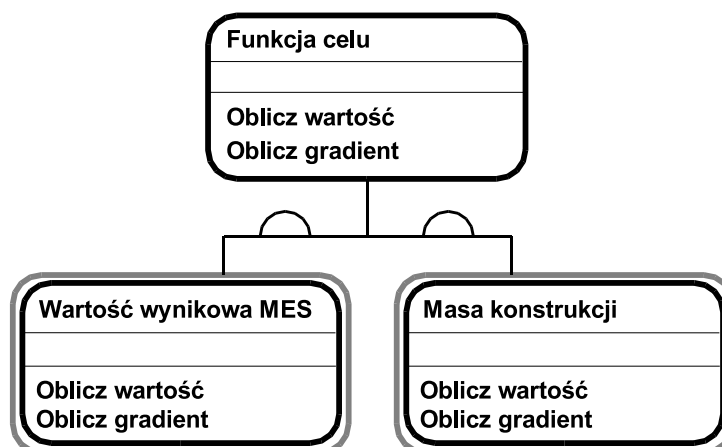 Funkcja celu
Oblicz wartość
Oblicz gradient
Wartość wynikowa MES
Oblicz wartość
Oblicz gradient
Masa konstrukcji
Oblicz wartość
Oblicz gradient